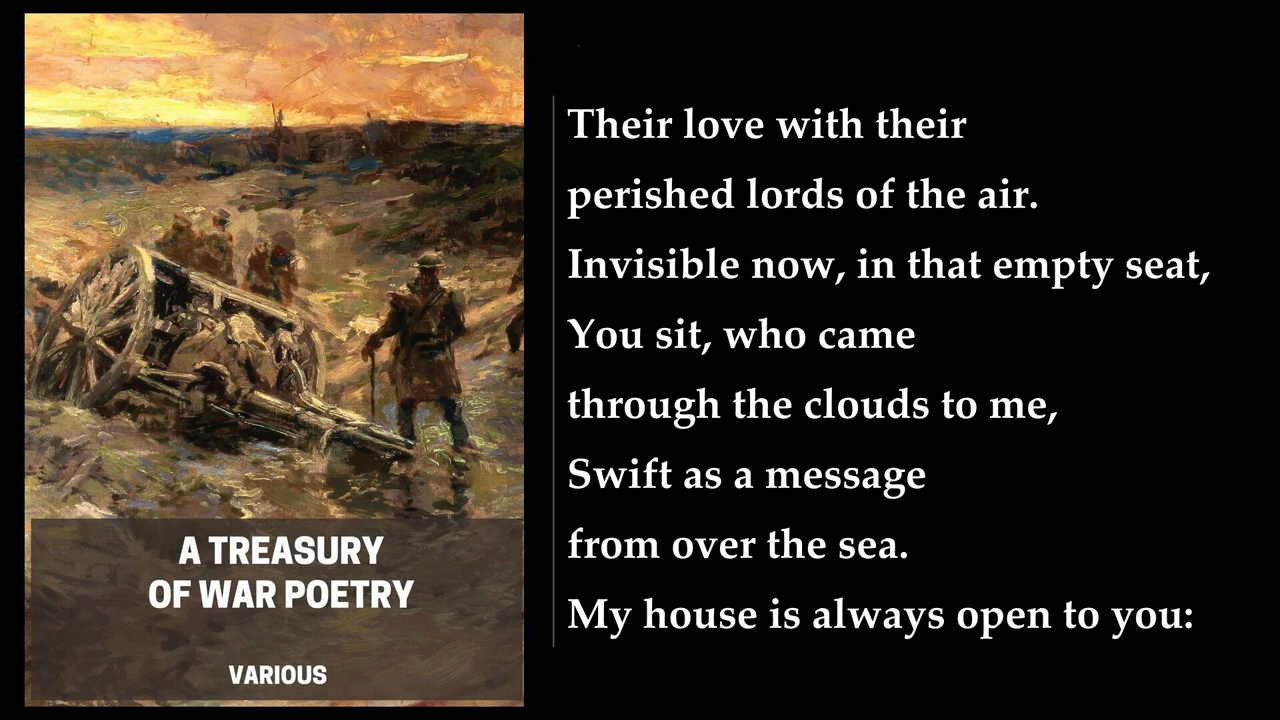 A TREASURY
OF WAR POETRY
VARIOUS
Their love with their
perished lords of the air.
Invisible now, in that empty seat,
You sit, who came
through the clouds to me,
Swift as a message
from over the sea.
My house is always open to you: